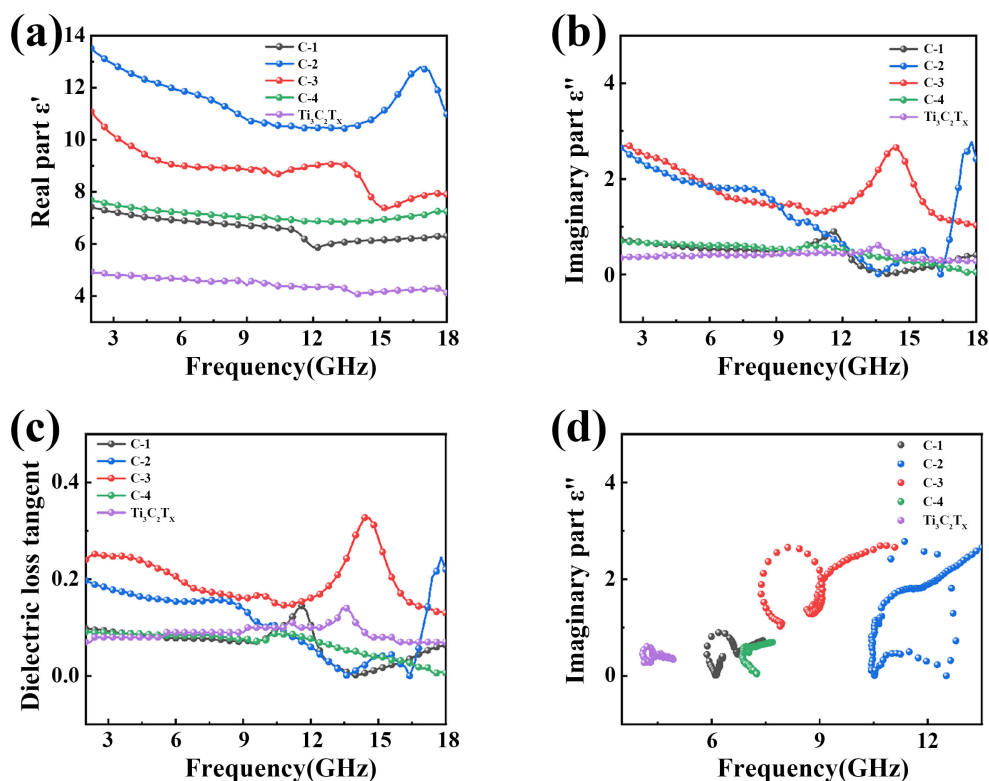 (a)
Real part ε'
14
12
10
8
6
4
C-1
C-2
C-3
C-4
Ti₃C₂Tₓ
3 6 9 12 15 18
Frequency(GHz)
(b)
Imaginary part ε''
4
2
0
C-1
C-2
C-3
C-4
Ti₃C₂Tₓ
3 6 9 12 15 18
Frequency(GHz)
(c)
Dielectric loss tangent
0.4
0.2
0.0
C-1
C-2
C-3
C-4
Ti₃C₂Tₓ
3 6 9 12 15 18
Frequency(GHz)
(d)
Imaginary part ε''
4
2
0
C-1
C-2
C-3
C-4
Ti₃C₂Tₓ
6 9 12
Frequency(GHz)